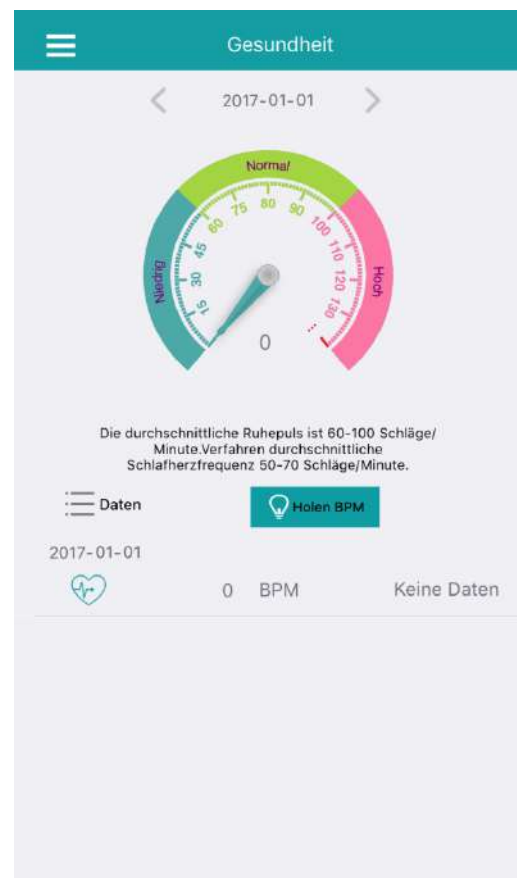 Gesundheit
2017-01-01
Niedrig
Normal
Hoch
15
30
45
60
75
80
90
100
110
120
130
...
0
Die durchschnittliche Ruhepuls ist 60-100 Schläge/
Minute.Verfahren durchschnittliche
Schlafherzfrequenz 50-70 Schläge/Minute.
Daten
Holen BPM
2017-01-01
0 BPM Keine Daten